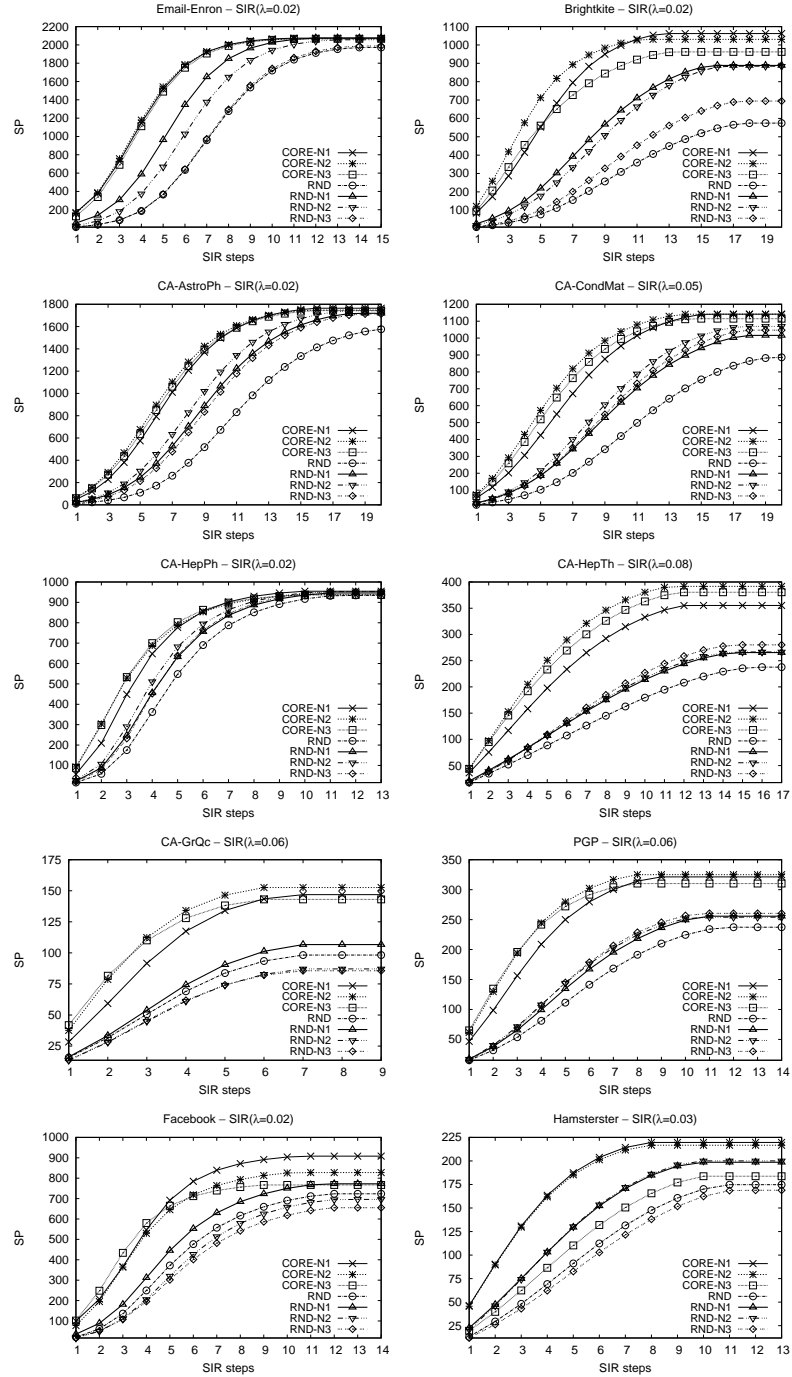 Email-Enron – SIR(λ=0.02)
2200
2000
1800
1600
1400
1200
1000
800
600
400
200
SP
CORE-N1
CORE-N2
CORE-N3
RND
RND-N1
RND-N2
RND-N3
1 2 3 4 5 6 7 8 9 10 11 12 13 14 15
SIR steps
Brightkite – SIR(λ=0.02)
1100
1000
900
800
700
600
500
400
300
200
100
SP
CORE-N1
CORE-N2
CORE-N3
RND
RND-N1
RND-N2
RND-N3
1 3 5 7 9 11 13 15 17 19
SIR steps
CA-AstroPh – SIR(λ=0.02)
1800
1600
1400
1200
1000
800
600
400
200
0
SP
CORE-N1
CORE-N2
CORE-N3
RND
RND-N1
RND-N2
RND-N3
1 3 5 7 9 11 13 15 17 19
SIR steps
CA-CondMat – SIR(λ=0.05)
1200
1100
1000
900
800
700
600
500
400
300
200
100
SP
CORE-N1
CORE-N2
CORE-N3
RND
RND-N1
RND-N2
RND-N3
1 3 5 7 9 11 13 15 17 19
SIR steps
CA-HepPh – SIR(λ=0.02)
1000
900
800
700
600
500
400
300
200
100
SP
CORE-N1
CORE-N2
CORE-N3
RND
RND-N1
RND-N2
RND-N3
1 2 3 4 5 6 7 8 9 10 11 12 13
SIR steps
CA-HepTh – SIR(λ=0.08)
400
350
300
250
200
150
100
50
SP
CORE-N1
CORE-N2
CORE-N3
RND
RND-N1
RND-N2
RND-N3
1 2 3 4 5 6 7 8 9 10 11 12 13 14 15 16 17
SIR steps
CA-GrQc – SIR(λ=0.06)
175
150
125
100
75
50
25
SP
CORE-N1
CORE-N2
CORE-N3
RND
RND-N1
RND-N2
RND-N3
1 2 3 4 5 6 7 8 9
SIR steps
PGP – SIR(λ=0.06)
350
300
250
200
150
100
50
SP
CORE-N1
CORE-N2
CORE-N3
RND
RND-N1
RND-N2
RND-N3
1 2 3 4 5 6 7 8 9 10 11 12 13 14
SIR steps
Facebook – SIR(λ=0.02)
1000
900
800
700
600
500
400
300
200
100
SP
CORE-N1
CORE-N2
CORE-N3
RND
RND-N1
RND-N2
RND-N3
1 2 3 4 5 6 7 8 9 10 11 12 13 14
SIR steps
Hamsterster – SIR(λ=0.03)
225
200
175
150
125
100
75
50
25
SP
CORE-N1
CORE-N2
CORE-N3
RND
RND-N1
RND-N2
RND-N3
1 2 3 4 5 6 7 8 9 10 11 12 13
SIR steps